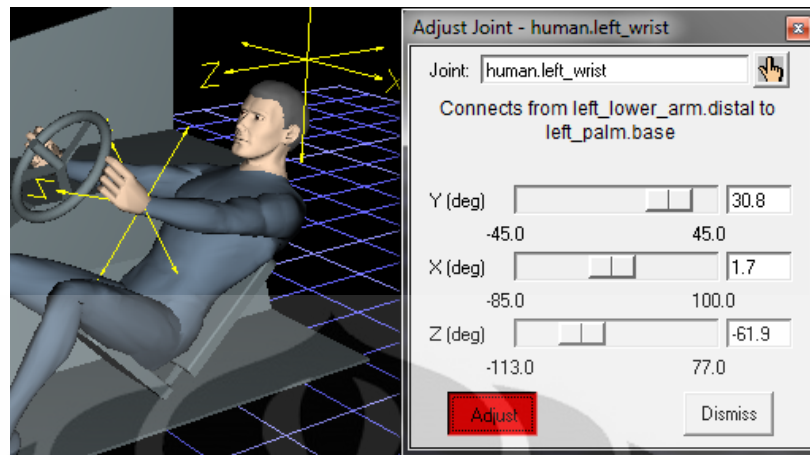 Adjust Joint - human.left_wrist
Z
X
Z
Joint: human.left_wrist
Connects from left_lower_arm.distal to
left_palm.base
Y (deg) 30.8
-45.0 45.0
X (deg) 1.7
-85.0 100.0
Z (deg) -61.9
-113.0 77.0
Adjust Dismiss